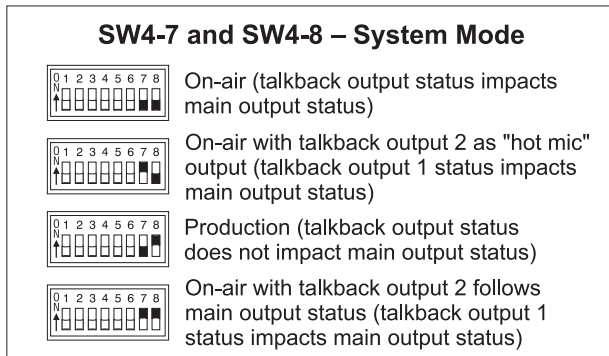 SW4-7 and SW4-8 – System Mode
O N 1 2 3 4 5 6 7 8
On-air (talkback output status impacts
main output status)
O N 1 2 3 4 5 6 7 8
On-air with talkback output 2 as "hot mic"
output (talkback output 1 status impacts
main output status)
O N 1 2 3 4 5 6 7 8
Production (talkback output status
does not impact main output status)
O N 1 2 3 4 5 6 7 8
On-air with talkback output 2 follows
main output status (talkback output 1
status impacts main output status)